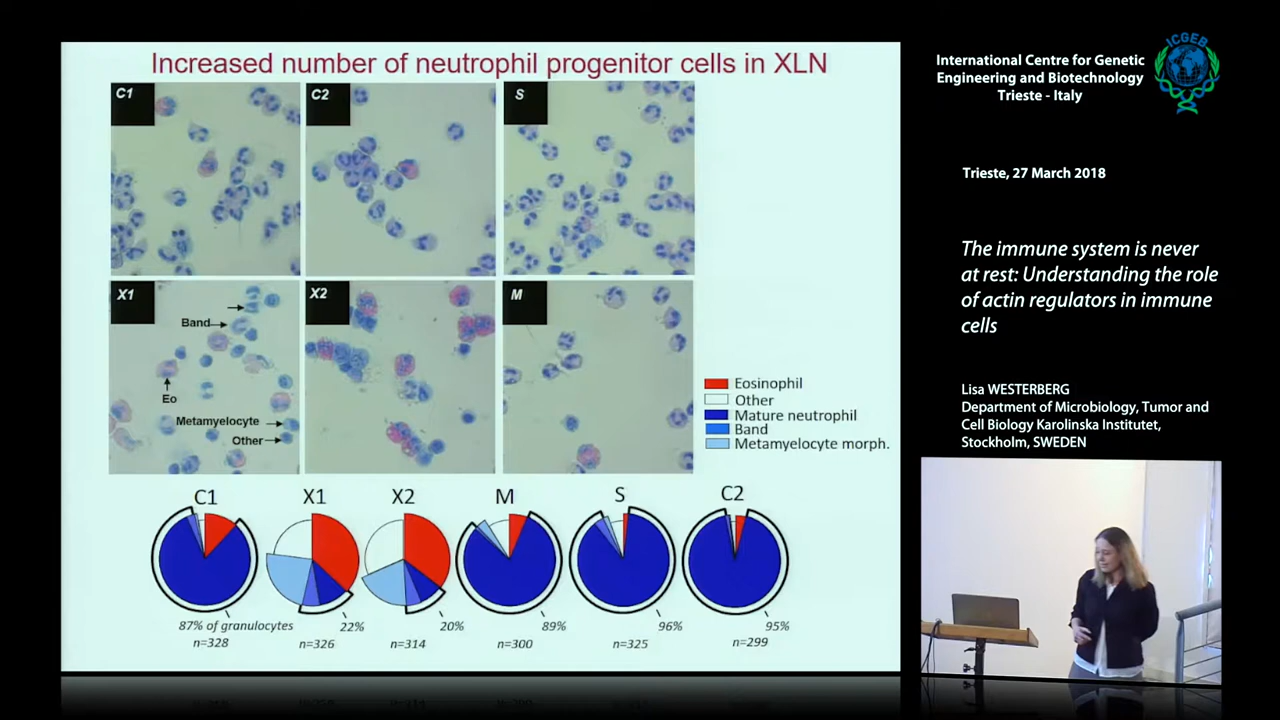 Increased number of neutrophil progenitor cells in XLN
C1
C2
S
X1
Band
Eo
Metamyelocyte
Other
X2
M
Eosinophil
Other
Mature neutrophil
Band
Metamyelocyte morph.
C1
X1
X2
M
S
C2
87% of granulocytes
22%
20%
89%
96%
95%
n=328
n=326
n=314
n=300
n=325
n=299
International Centre for Genetic
Engineering and Biotechnology
Trieste - Italy
ICGEB
Trieste, 27 March 2018
The immune system is never
at rest: Understanding the role
of actin regulators in immune
cells
Lisa WESTERBERG
Department of Microbiology, Tumor and
Cell Biology Karolinska Institutet,
Stockholm, SWEDEN